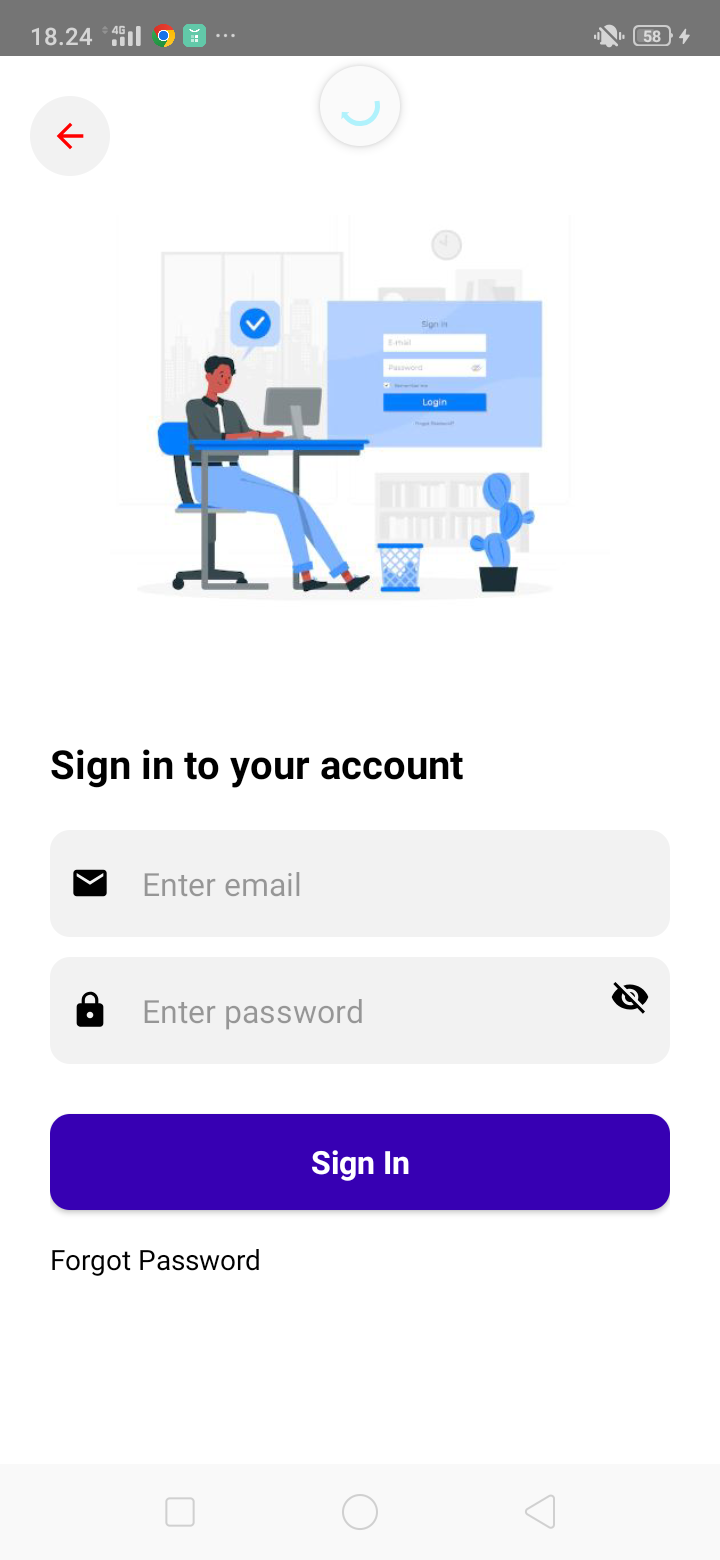 18.24 4G 58
Sign In
E-mail
Password
Remember me
Login
Forgot Password?
Sign in to your account
Enter email
Enter password
Sign In
Forgot Password